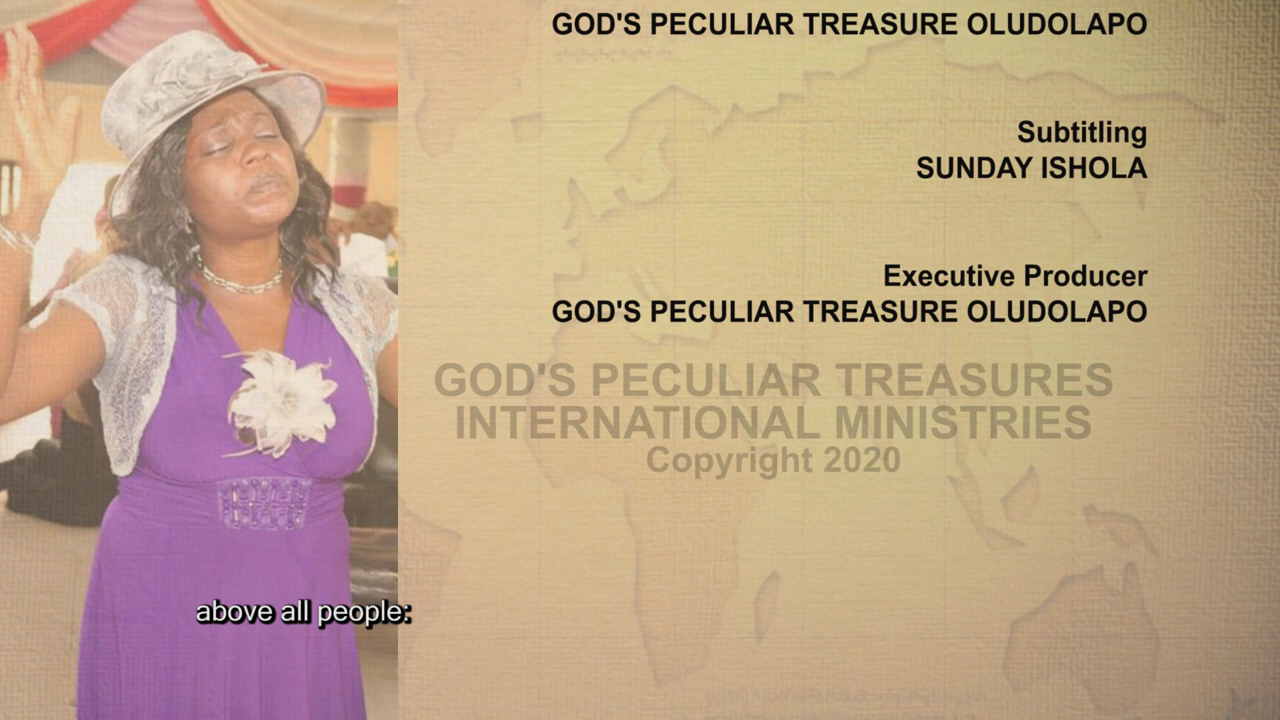 GOD'S PECULIAR TREASURE OLUDOLAPO
Subtitling
SUNDAY ISHOLA
Executive Producer
GOD'S PECULIAR TREASURE OLUDOLAPO
GOD'S PECULIAR TREASURES
INTERNATIONAL MINISTRIES
Copyright 2020
above all people: